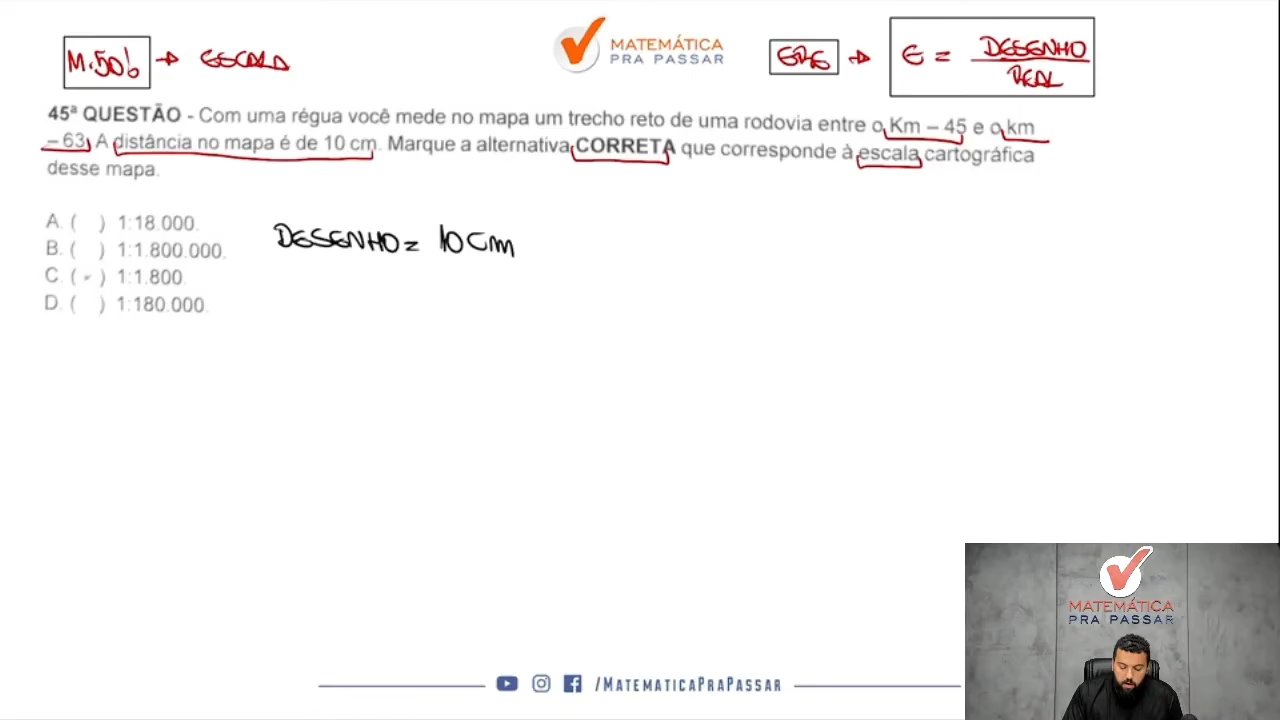 M.50b → ESCALA
MATEMÁTICA
PRA PASSAR
E = DESENHO
REAL
45ª QUESTÃO - Com uma régua você mede no mapa um trecho reto de uma rodovia entre o Km – 45 e o km
– 63. A distância no mapa é de 10 cm. Marque a alternativa CORRETA que corresponde à escala cartográfica
desse mapa.
A. ( ) 1:18.000.
B. ( ) 1:1.800.000.
C. ( ) 1:1.800.
D. ( ) 1:180.000.
DESENHO = 10 cm
MATEMÁTICA
PRA PASSAR
/MATEMATICAPRAPASSAR